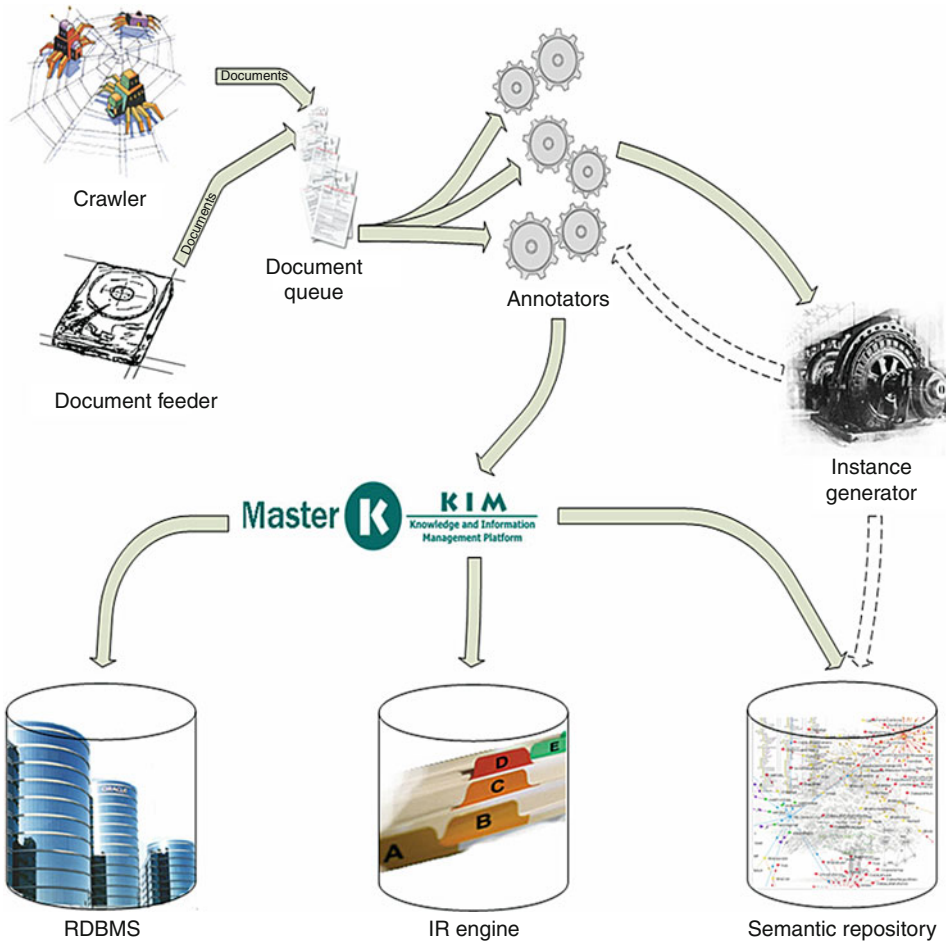 Documents
Crawler
Documents
Document
queue
Annotators
Document feeder
Instance
generator
Master K KIM
Knowledge and Information
Management Platform
ORACLE
D
E
C
B
A
RDBMS
IR engine
Semantic repository